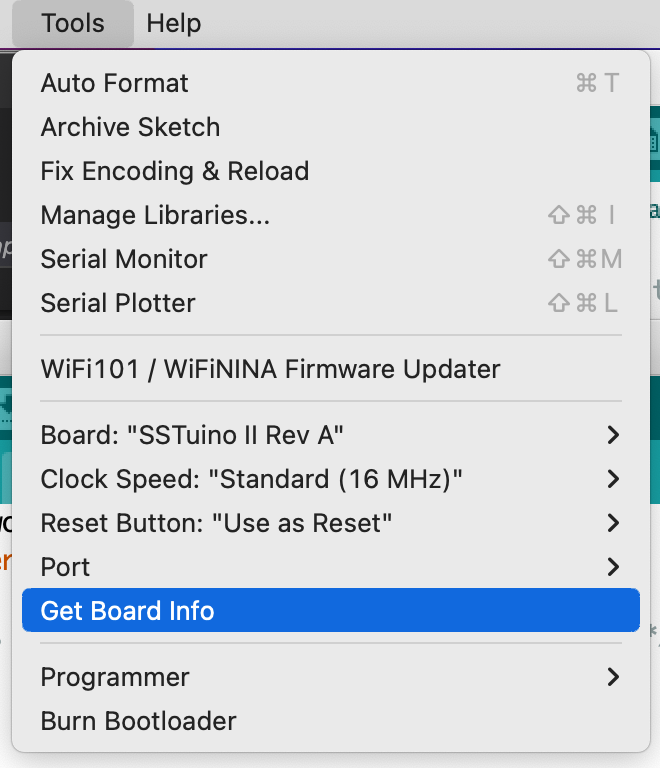 Tools Help
Auto Format ⌘ T
Archive Sketch
Fix Encoding & Reload
Manage Libraries... ⇧ ⌘ I
Serial Monitor ⇧ ⌘ M
Serial Plotter ⇧ ⌘ L
WiFi101 / WiFiNINA Firmware Updater
Board: "SSTuino II Rev A"
Clock Speed: "Standard (16 MHz)"
Reset Button: "Use as Reset"
Port
Get Board Info
Programmer
Burn Bootloader